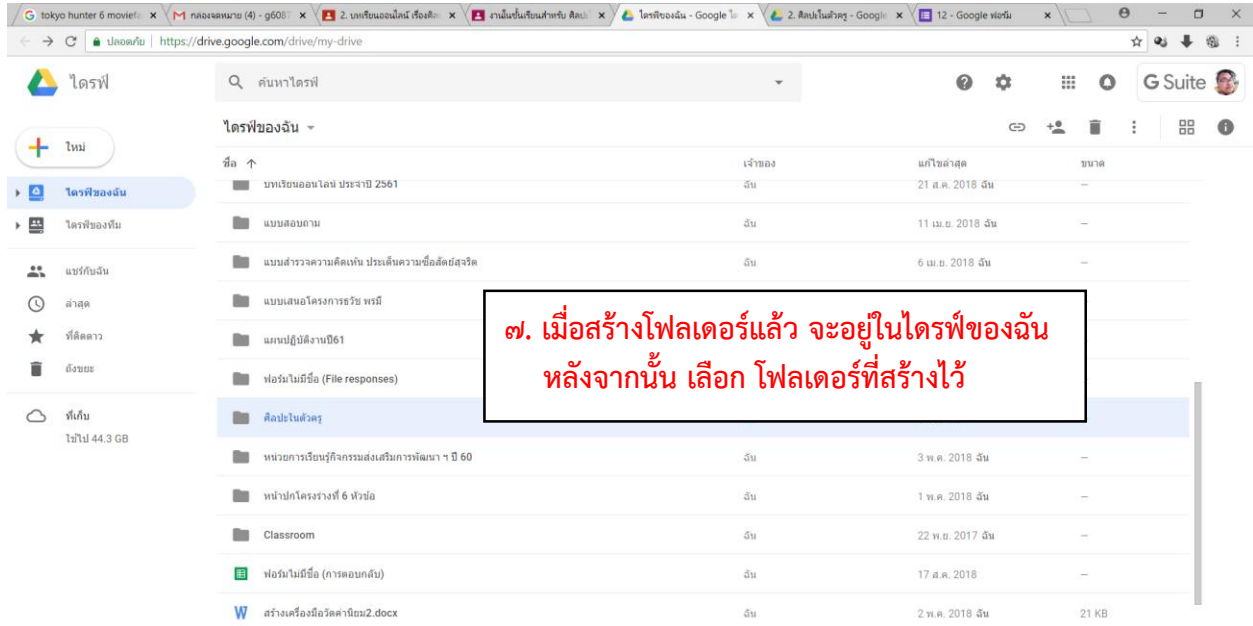 tokyo hunter 6 moviefa
กล่องจดหมาย (4) - g6087
2. บทเรียนออนไลน์ เรื่องศิล
งานในชั้นเรียนสำหรับ ศิลป
ไดรฟ์ของฉัน - Google ไ
2. ศิลปะในตัวครู - Google
12 - Google ฟอร์ม
ปลอดภัย | https://drive.google.com/drive/my-drive
ไดรฟ์
ค้นหาไดรฟ์
G Suite
ไดรฟ์ของฉัน
ใหม่
ชื่อ ↑ เจ้าของ แก้ไขล่าสุด ขนาด
ไดรฟ์ของฉัน
ไดรฟ์ของทีม
แชร์กับฉัน
ล่าสุด
ที่ติดดาว
ถังขยะ
ที่เก็บ
ใช้ไป 44.3 GB
บทเรียนออนไลน์ ประจำปี 2561 ฉัน 21 ส.ค. 2018 ฉัน –
แบบสอบถาม ฉัน 11 เม.ย. 2018 ฉัน –
แบบสำรวจความคิดเห็น ประเด็นความซื่อสัตย์สุจริต ฉัน 6 เม.ย. 2018 ฉัน –
แบบเสนอโครงการธวัช พรมี
แผนปฏิบัติงานปี61
ฟอร์มไม่มีชื่อ (File responses)
ศิลปะในตัวครู
๗. เมื่อสร้างโฟลเดอร์แล้ว จะอยู่ในไดรฟ์ของฉัน
หลังจากนั้น เลือก โฟลเดอร์ที่สร้างไว้
หน่วยการเรียนรู้กิจกรรมส่งเสริมการพัฒนา ฯ ปี 60 ฉัน 3 พ.ค. 2018 ฉัน –
หน้าปกโครงร่างที่ 6 หัวข้อ ฉัน 1 พ.ค. 2018 ฉัน –
Classroom ฉัน 22 พ.ย. 2017 ฉัน –
ฟอร์มไม่มีชื่อ (การตอบกลับ) ฉัน 17 ส.ค. 2018 –
สร้างเครื่องมือวัดค่านิยม2.docx ฉัน 2 พ.ค. 2018 ฉัน 21 KB